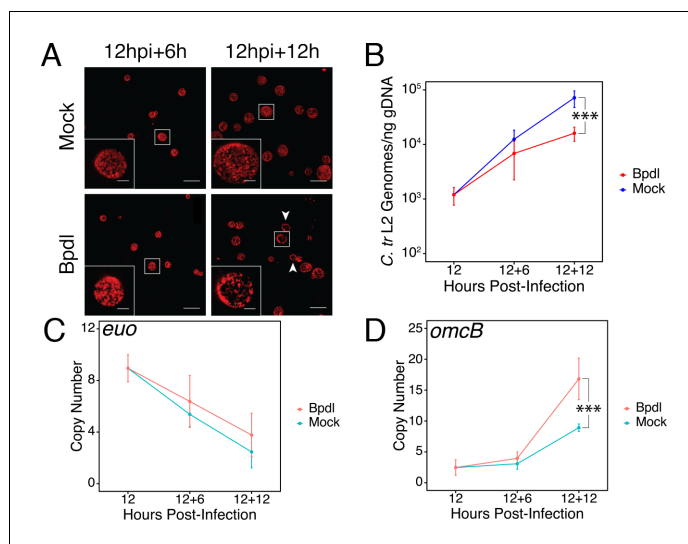 A
12hpi+6h
12hpi+12h
Mock
Bpdl
B
C. tr L2 Genomes/ng gDNA
10⁵
10⁴
10³
10²
***
12
12+6
12+12
Hours Post-Infection
Bpdl
Mock
C
euo
Copy Number
12
8
4
0
12
12+6
12+12
Hours Post-Infection
Bpdl
Mock
D
omcB
Copy Number
25
20
15
10
5
0
***
12
12+6
12+12
Hours Post-Infection
Bpdl
Mock